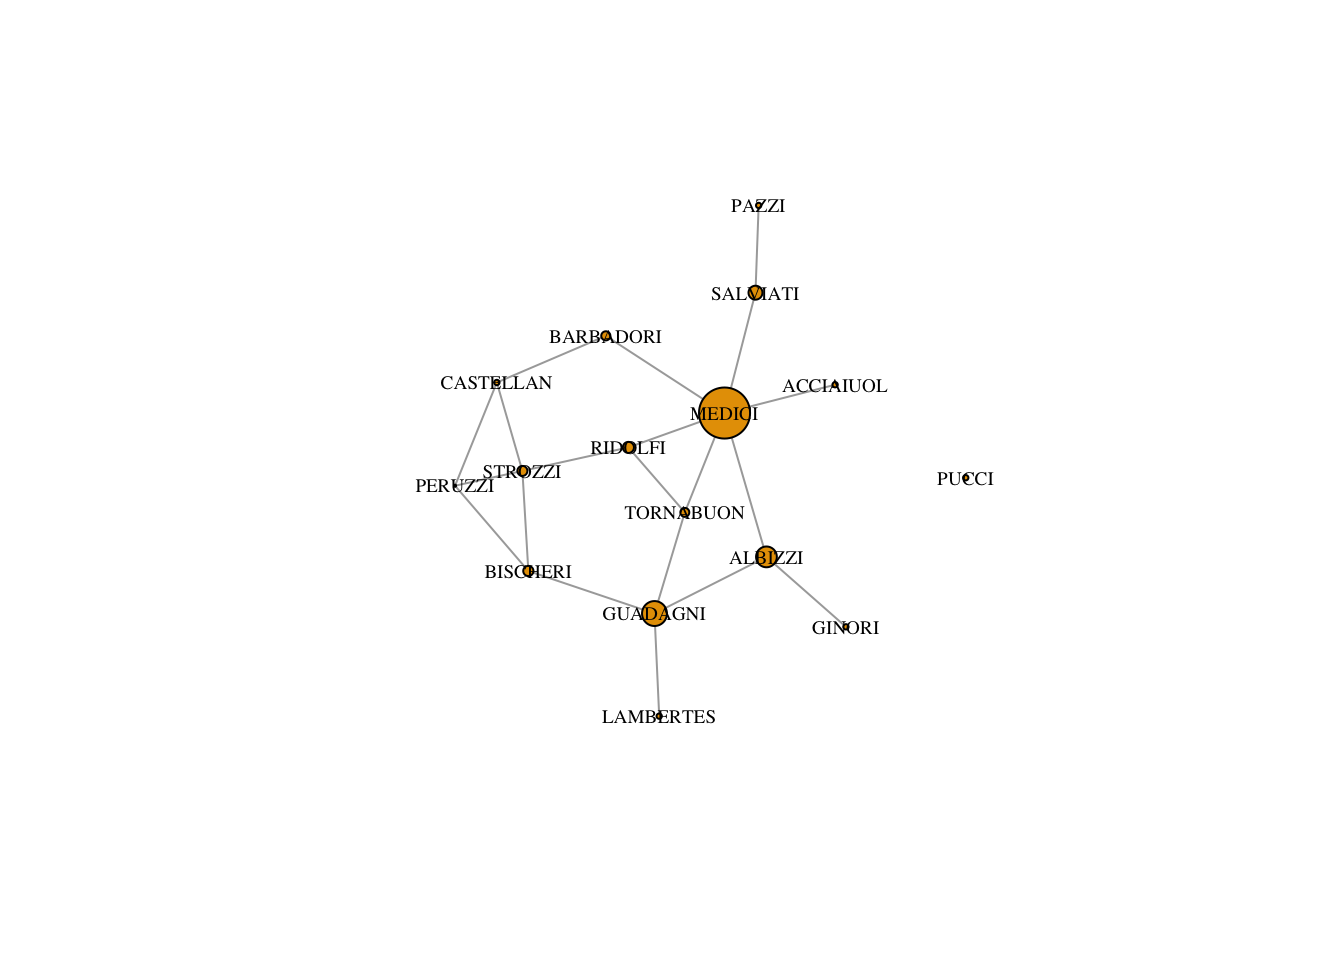 PAZZI
SALVIATI
BARBADORI
CASTELLAN
ACCIAIUOL
MEDICI
RIDOLFI
STROZZI
PUCCI
PERUZZI
TORNABUON
ALBIZZI
BISCHERI
GUADAGNI
GINORI
LAMBERTES